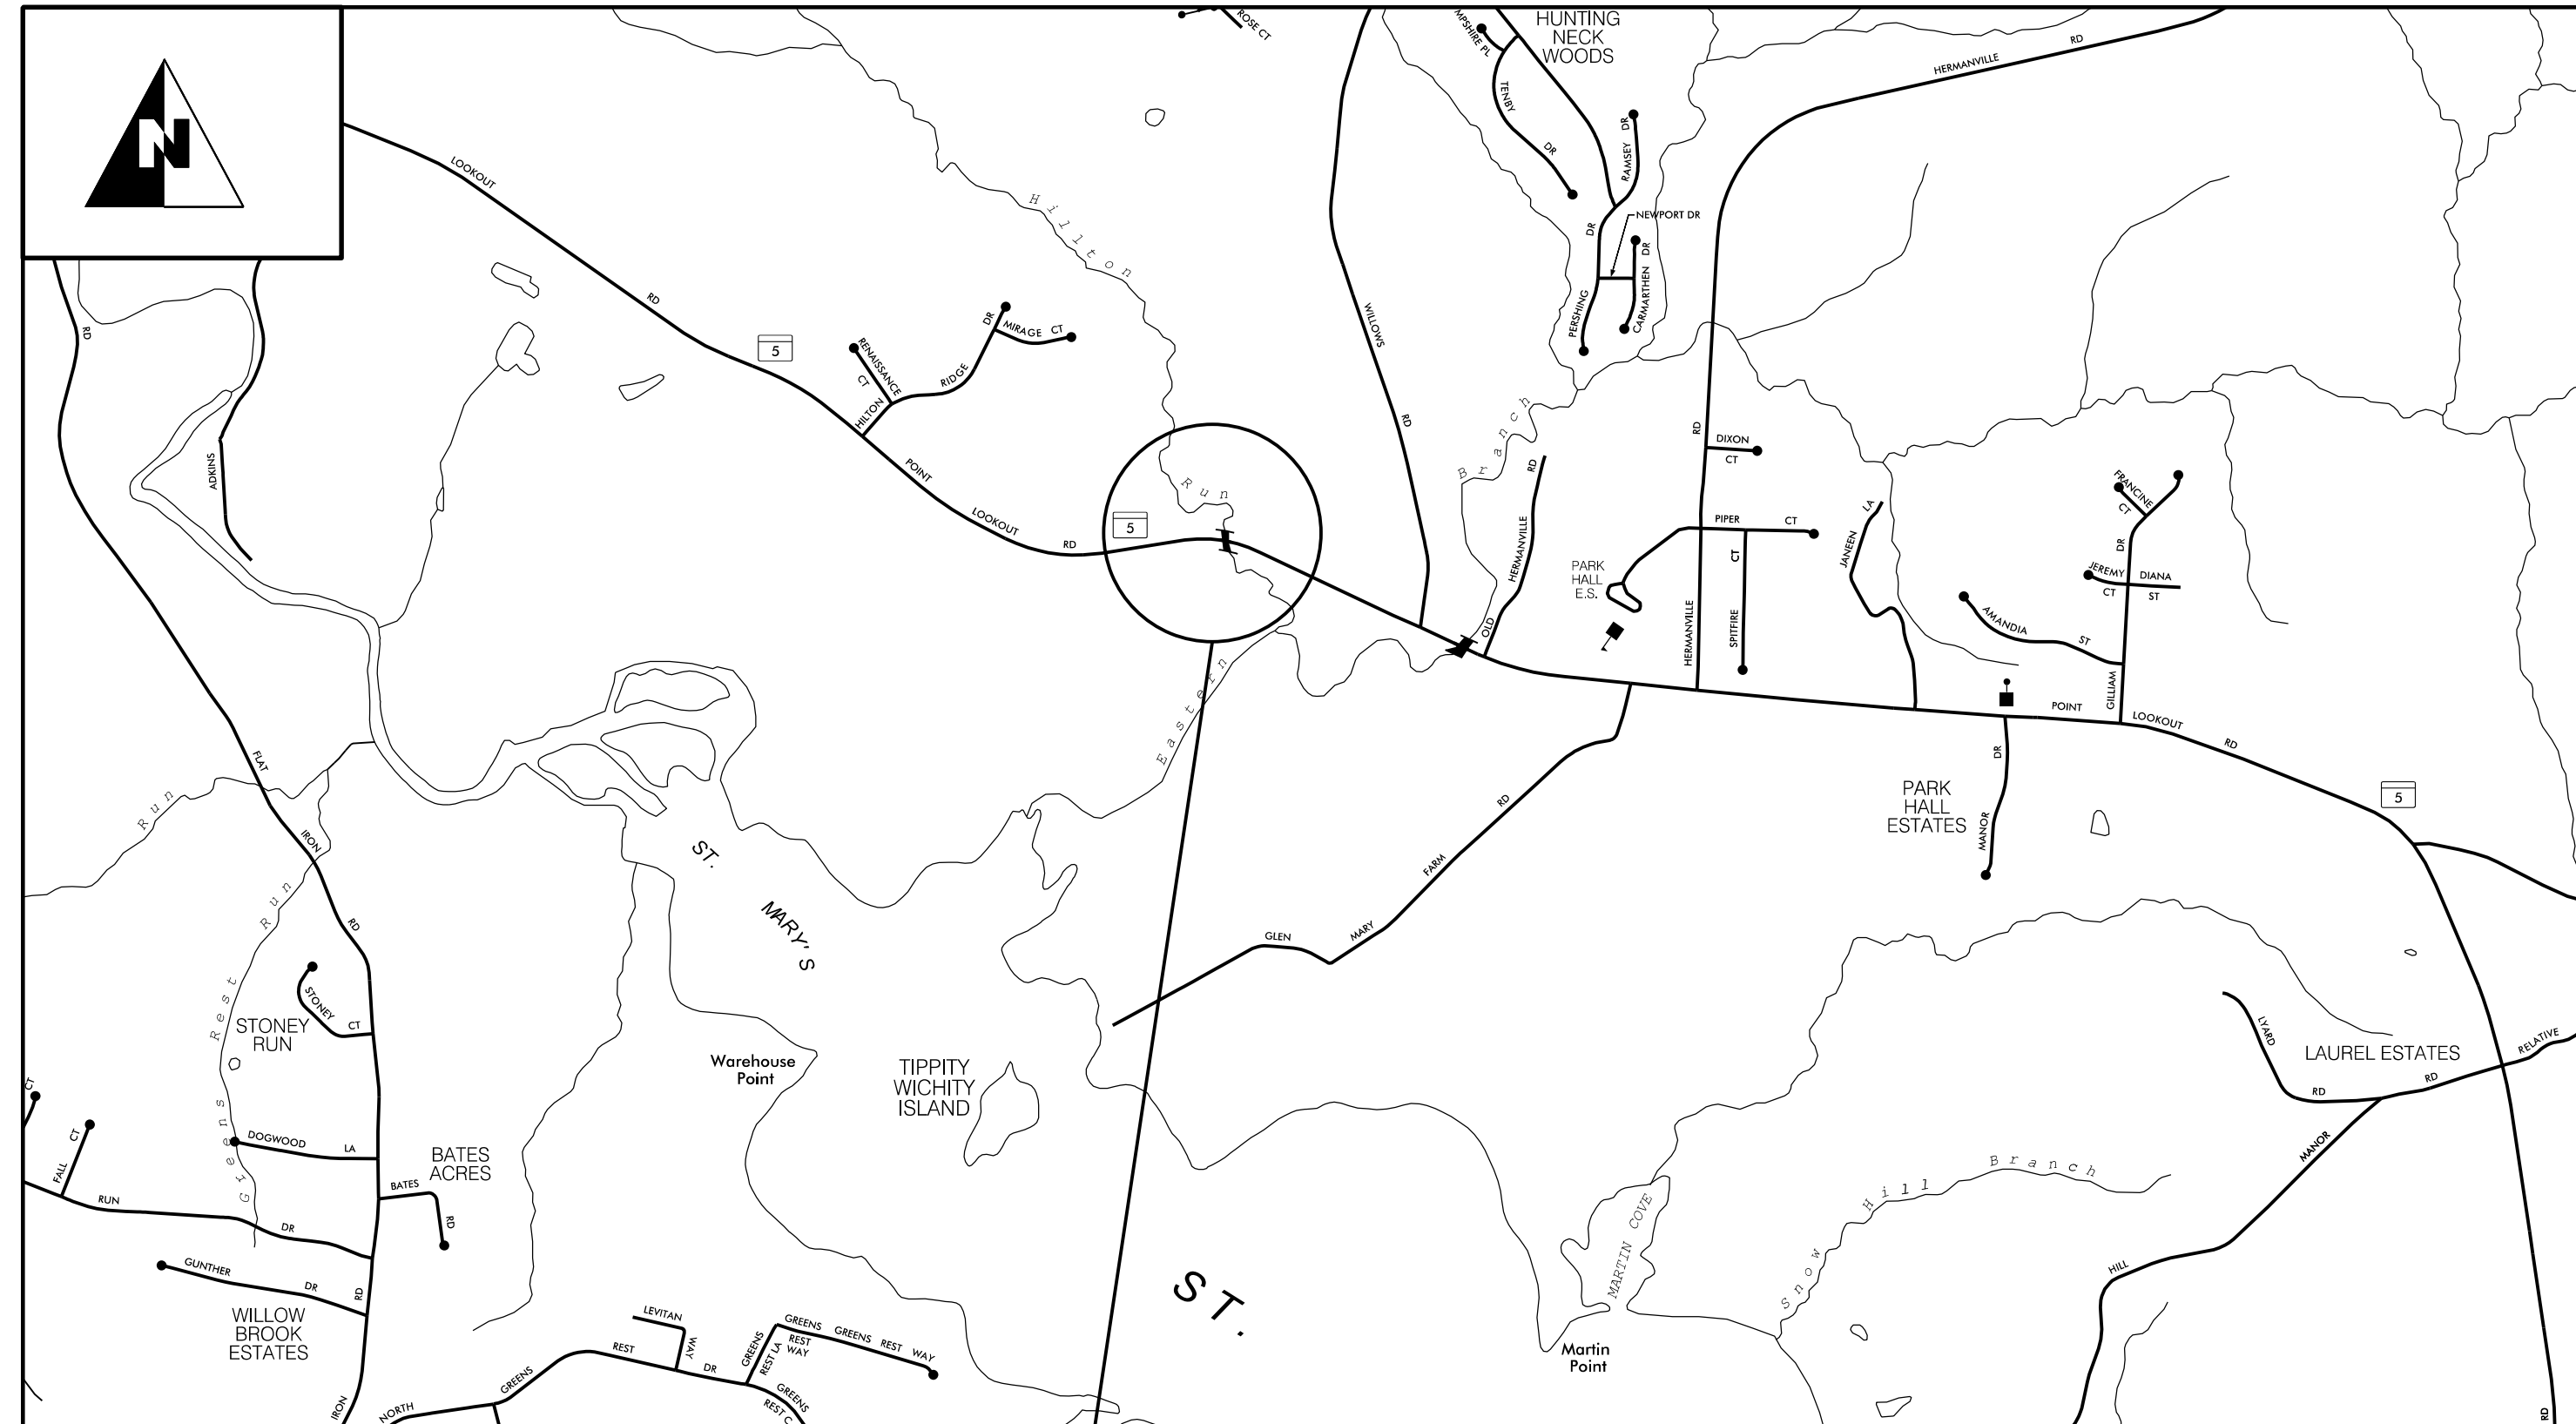 N
ROSE CT
MPSHIRE PL
HUNTING
NECK
WOODS
TENBY
DR
RAMSEY DR
NEWPORT DR
DR
PERSHING
CARMARTHEN DR
HERMANVILLE
RD
LOOKOUT
RD
5
Hillton
RD
WILLOWS
RD
RENAISSANCE
CT
HILTON
RIDGE
DR
MIRAGE CT
ADKINS
POINT
LOOKOUT
RD
5
Run
Branch
HERMANVILLE
RD
OLD
RD
DIXON
CT
PIPER
CT
CT
SPITFIRE
HERMANVILLE
PARK
HALL
E.S.
JANEEN
LA
FRANCINE
CT
DR
JEREMY
CT
DIANA
ST
AMANDIA
ST
GILLIAM
POINT
LOOKOUT
RD
5
Eastern
DR
MANOR
PARK
HALL
ESTATES
FLAT
IRON
RD
Run
Run
Rest
Greens
STONEY
CT
STONEY
RUN
ST.
MARY'S
GLEN
MARY
FARM
RD
Warehouse
Point
TIPPITY
WICHITY
ISLAND
LYARD
RD
LAUREL ESTATES
RELATIVE
RD
CT
CT
FALL
DOGWOOD
LA
BATES
ACRES
BATES
RD
RUN
DR
GUNTHER
DR
RD
WILLOW
BROOK
ESTATES
MANOR
HILL
Snow
Hill
Branch
MARTIN COVE
Martin
Point
ST.
LEVITAN
WAY
REST
DR
GREENS
REST LA
GREENS
REST
WAY
GREENS REST WAY
GREENS
REST C
GREENS
NORTH
IRON
RD